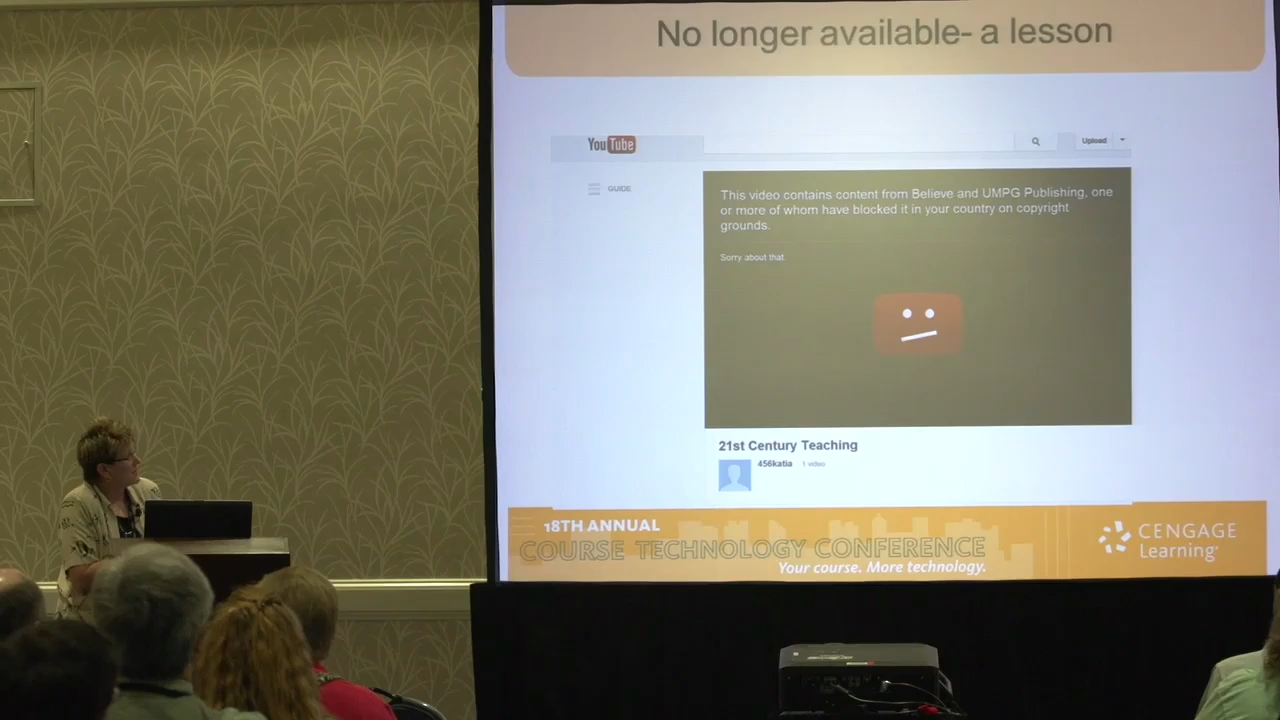 No longer available- a lesson
YouTube
Upload
GUIDE
This video contains content from Believe and UMPG Publishing, one
or more of whom have blocked it in your country on copyright
grounds.
Sorry about that.
21st Century Teaching
456katia 1 video
18TH ANNUAL
COURSE TECHNOLOGY CONFERENCE
Your course. More technology.
CENGAGE
Learning